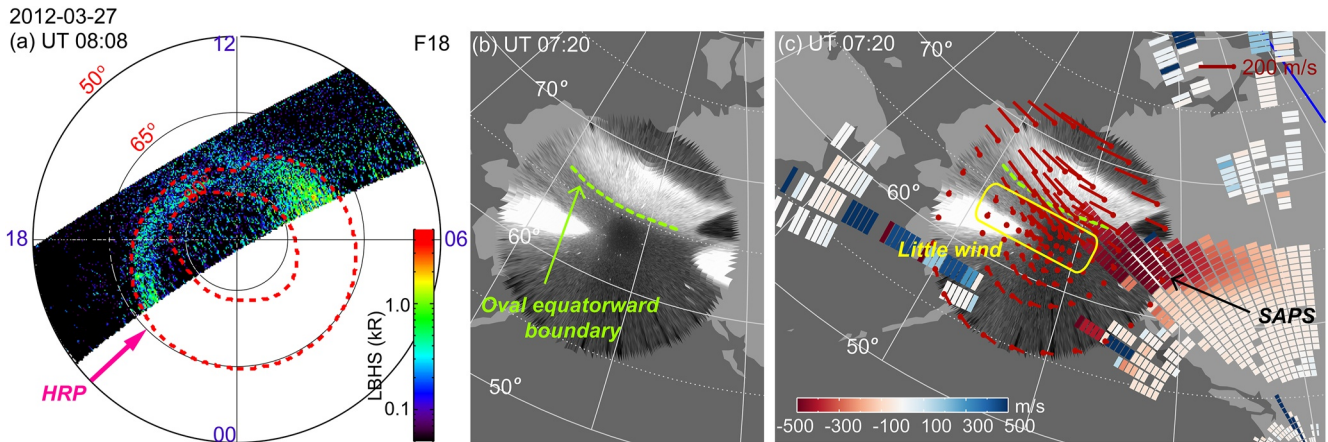 2012-03-27
(a) UT 08:08
F18
12
50°
65°
18
06
00
HRP
LBHS (kR)
1.0
0.1
(b) UT 07:20
70°
60°
60°
Oval equatorward
boundary
50°
(c) UT 07:20
70°
200 m/s
60°
60°
Little wind
SAPS
50°
m/s
-500 -300 -100 100 300 500